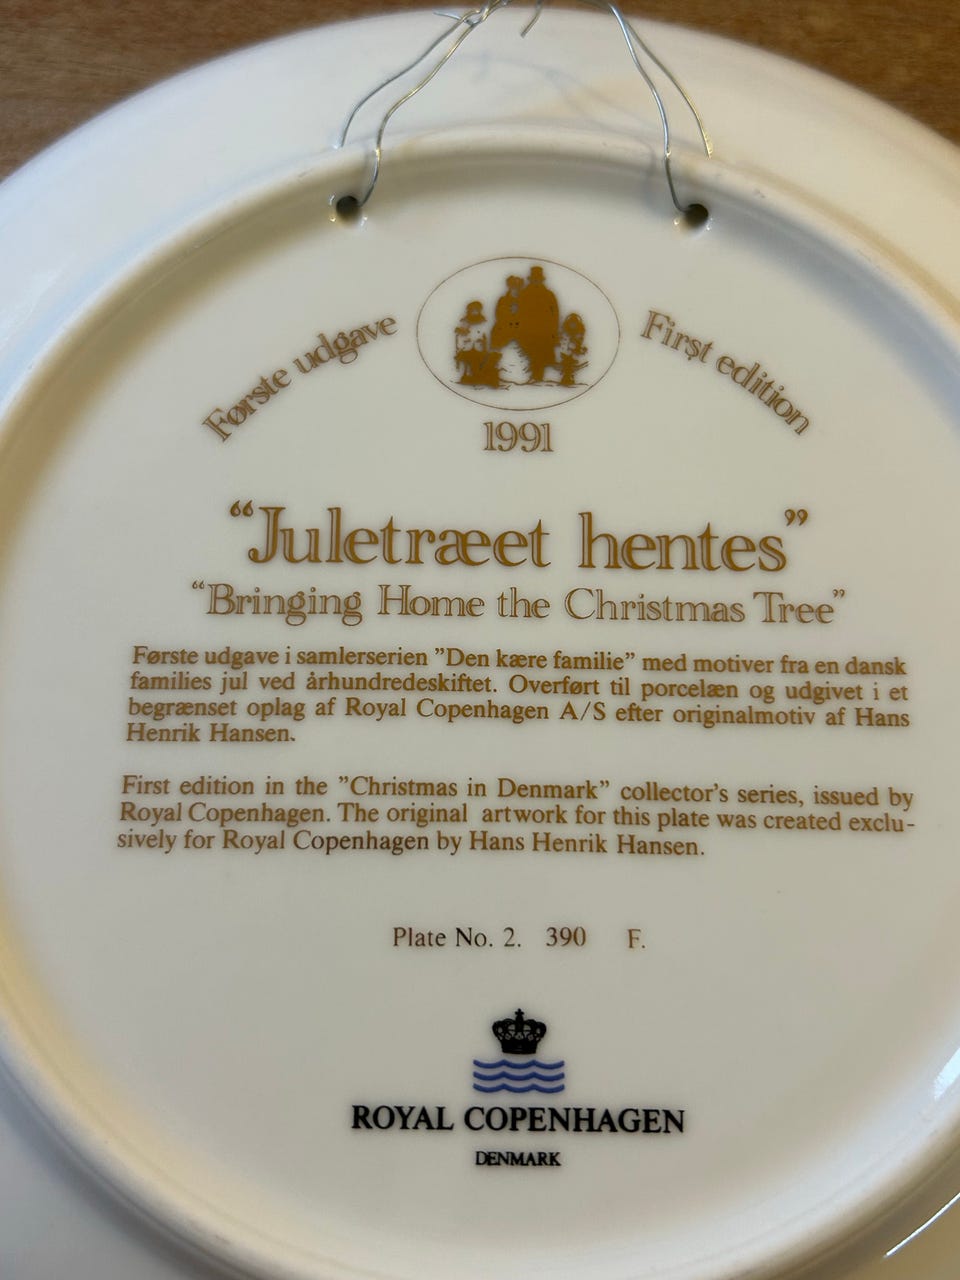 Første udgave
First edition
1991
“Juletræet hentes”
“Bringing Home the Christmas Tree”
Første udgave i samlerserien ”Den kære familie” med motiver fra en dansk
families jul ved århundredeskiftet. Overført til porcelæn og udgivet i et
begrænset oplag af Royal Copenhagen A/S efter originalmotiv af Hans
Henrik Hansen.
First edition in the ”Christmas in Denmark” collector's series, issued by
Royal Copenhagen. The original artwork for this plate was created exclu-
sively for Royal Copenhagen by Hans Henrik Hansen.
Plate No. 2. 390 F.
ROYAL COPENHAGEN
DENMARK